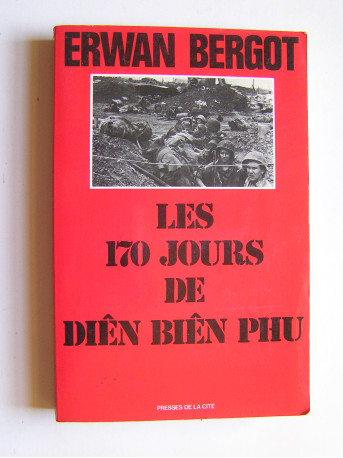 ERWAN BERGOT
LES
170 JOURS
DE
DIÊN BIÊN PHU
PRESSES DE LA CITÉ